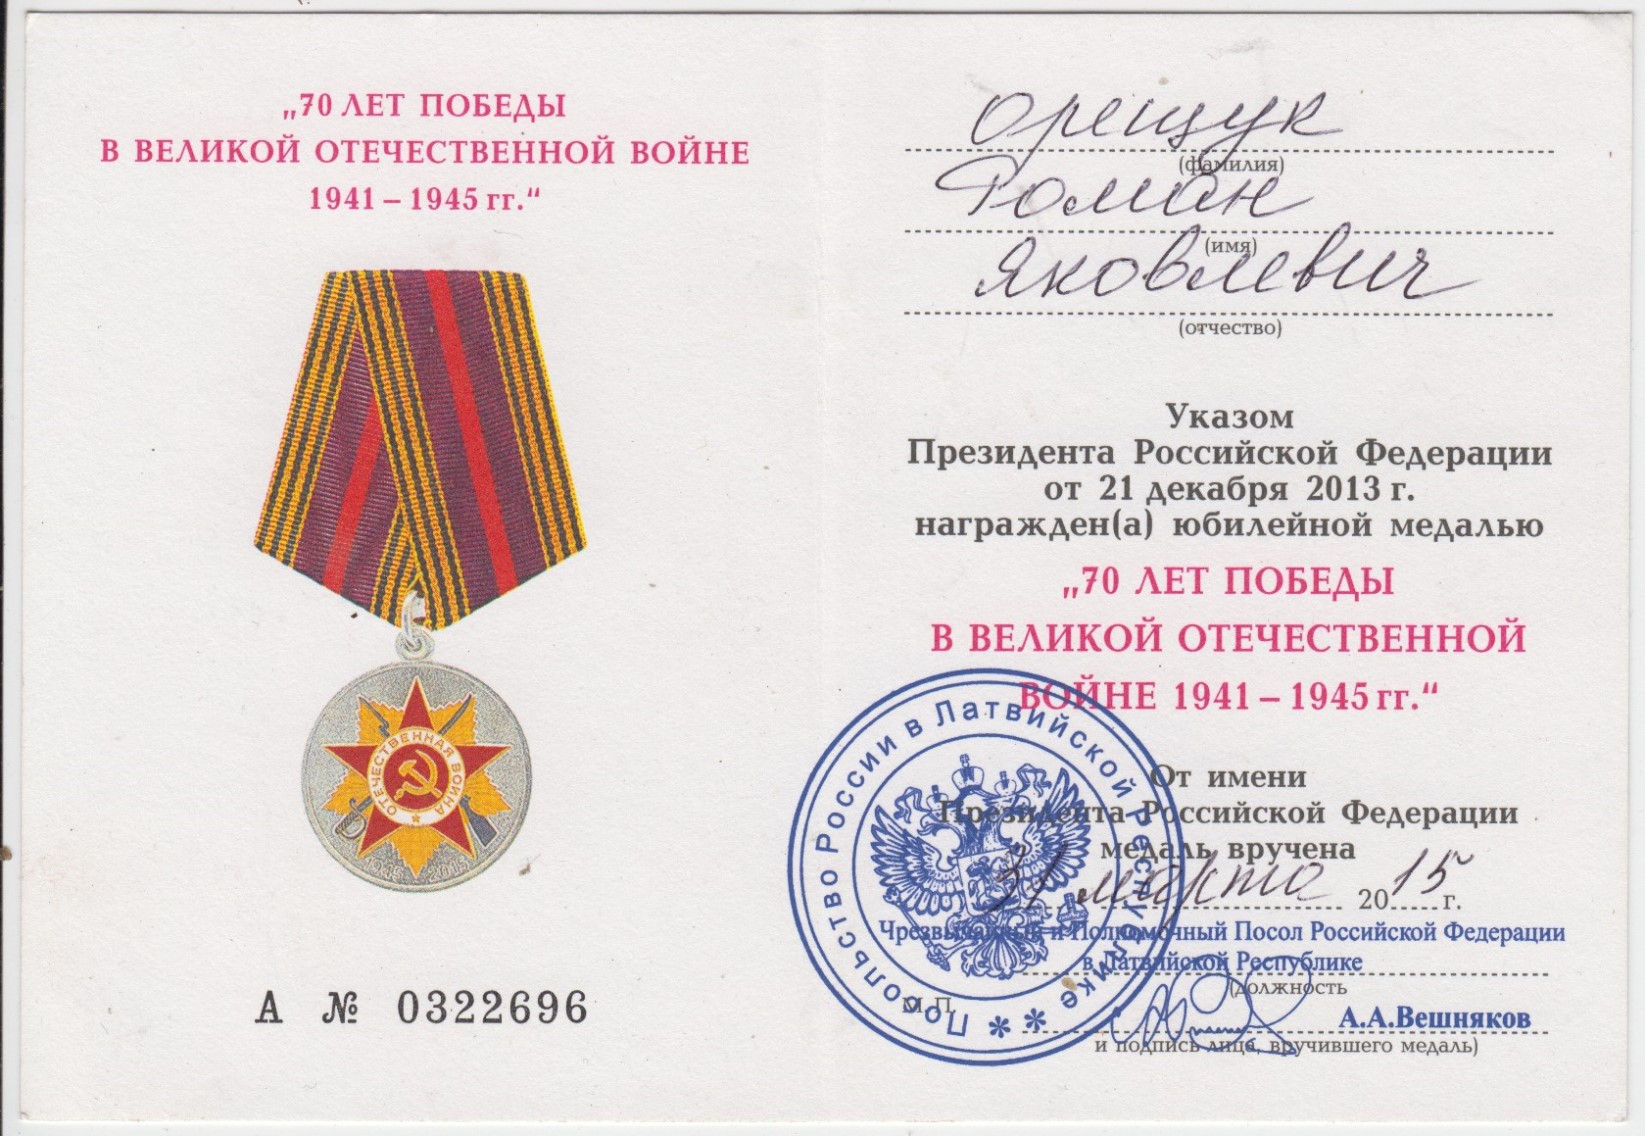 „70 ЛЕТ ПОБЕДЫ
В ВЕЛИКОЙ ОТЕЧЕСТВЕННОЙ ВОЙНЕ
1941 – 1945 гг.“
ОТЕЧЕСТВЕННАЯ ВОЙНА
1945 2015
А № 0322696
Орещук
(фамилия)
Роман
(имя)
Яковлевич
(отчество)
Указом
Президента Российской Федерации
от 21 декабря 2013 г.
награжден(а) юбилейной медалью
„70 ЛЕТ ПОБЕДЫ
В ВЕЛИКОЙ ОТЕЧЕСТВЕННОЙ
ВОЙНЕ 1941 – 1945 гг.“
От имени
Президента Российской Федерации
медаль вручена
31 марта 2015 г.
Чрезвычайный и Полномочный Посол Российской Федерации
в Латвийской Республике
(должность
М.П.
А.А.Вешняков
и подпись лица, вручившего медаль)
Посольство России в Латвийской Республике **